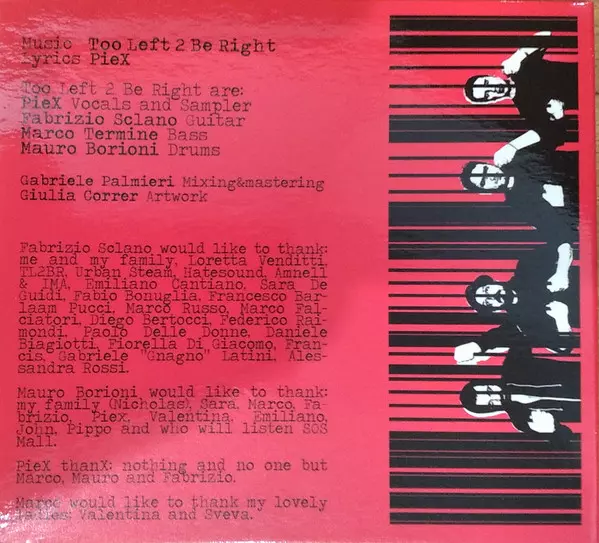 Music Too Left 2 Be Right
Lyrics PieX
Too Left 2 Be Right are:
PieX Vocals and Sampler
Fabrizio Sclano Guitar
Marco Termine Bass
Mauro Borioni Drums
Gabriele Palmieri Mixing&mastering
Giulia Correr Artwork
Fabrizio Sclano would like to thank:
me and my family, Loretta Venditti,
TL2BR, Urban Steam, Hatesound, Amnell
& IMA, Emiliano Cantiano, Sara De
Guidi, Fabio Bonuglia, Francesco Bar-
laam Pucci, Marco Russo, Marco Fal-
ciatori, Diego Bertocci, Federico Rai-
mondi, Paolo Delle Donne, Daniele
Biagiotti, Fiorella Di Giacomo, Fran-
cis, Gabriele "Gnagno" Latini, Ales-
sandra Rossi.
Mauro Borioni would like to thank:
my family (Nicholas), Sara, Marco, Fa-
brizio, Piex, Valentina, Emiliano,
John, Pippo and who will listen SOS
Mall.
PieX thanX: nothing and no one but
Marco, Mauro and Fabrizio.
Marco would like to thank my lovely
ladies: Valentina and Sveva.